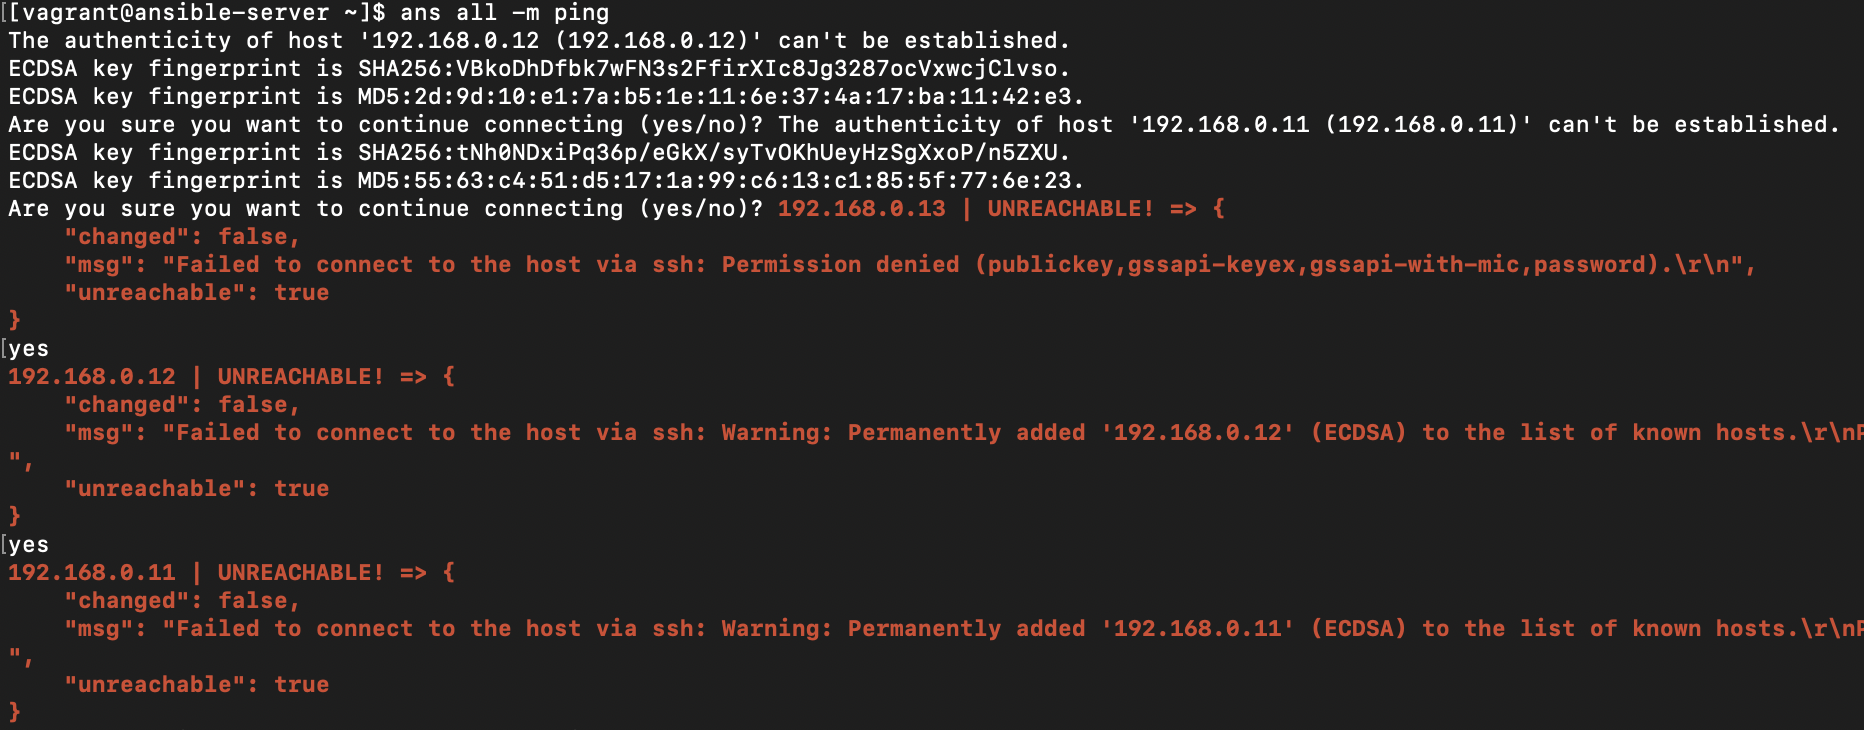 [[vagrant@ansible-server ~]$ ans all -m ping
The authenticity of host '192.168.0.12 (192.168.0.12)' can't be established.
ECDSA key fingerprint is SHA256:VBkoDhDfbk7wFN3s2FfirXIc8Jg3287ocVxwcjClvso.
ECDSA key fingerprint is MD5:2d:9d:10:e1:7a:b5:1e:11:6e:37:4a:17:ba:11:42:e3.
Are you sure you want to continue connecting (yes/no)? The authenticity of host '192.168.0.11 (192.168.0.11)' can't be established.
ECDSA key fingerprint is SHA256:tNh0NDxiPq36p/eGkX/syTvOKhUeyHzSgXxoP/n5ZXU.
ECDSA key fingerprint is MD5:55:63:c4:51:d5:17:1a:99:c6:13:c1:85:5f:77:6e:23.
Are you sure you want to continue connecting (yes/no)? 192.168.0.13 | UNREACHABLE! => {
    "changed": false,
    "msg": "Failed to connect to the host via ssh: Permission denied (publickey,gssapi-keyex,gssapi-with-mic,password).\r\n",
    "unreachable": true
}
[yes
192.168.0.12 | UNREACHABLE! => {
    "changed": false,
    "msg": "Failed to connect to the host via ssh: Warning: Permanently added '192.168.0.12' (ECDSA) to the list of known hosts.\r\n
",
    "unreachable": true
}
[yes
192.168.0.11 | UNREACHABLE! => {
    "changed": false,
    "msg": "Failed to connect to the host via ssh: Warning: Permanently added '192.168.0.11' (ECDSA) to the list of known hosts.\r\n
",
    "unreachable": true
}